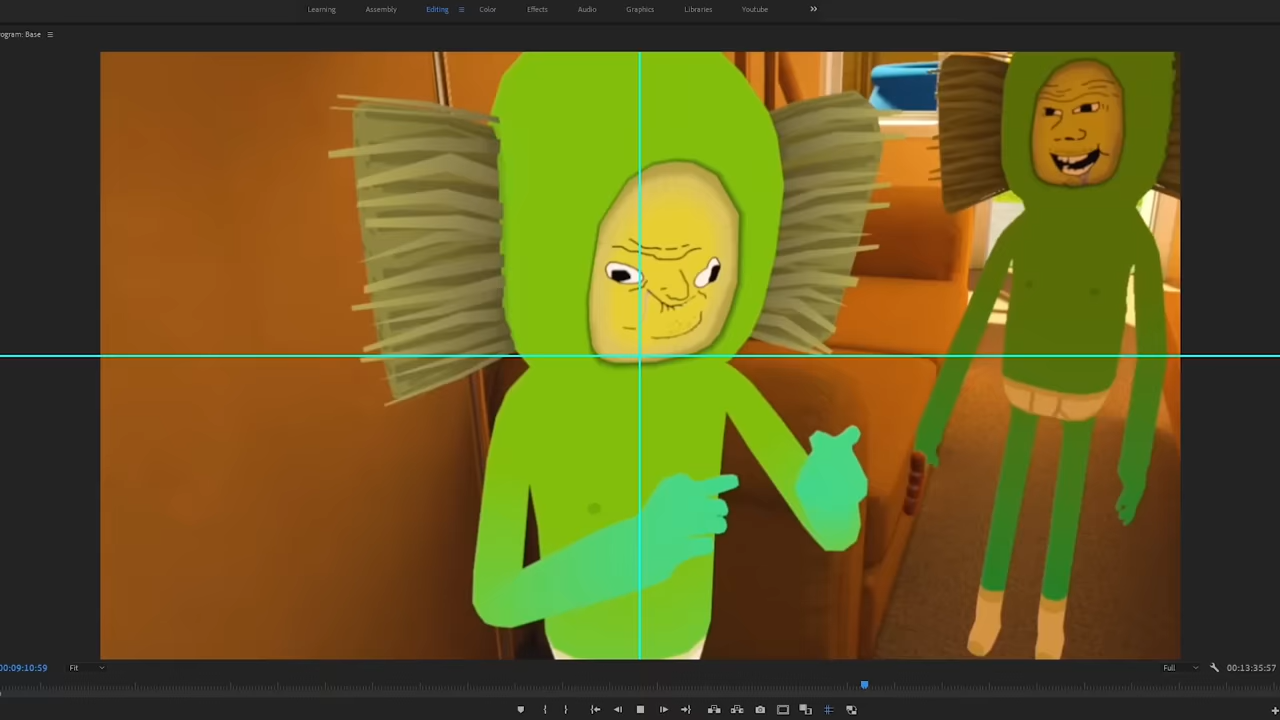 Learning Assembly Editing Color Effects Audio Graphics Libraries Youtube
ogram: Base
00:09:10:59 Fit Full 00:13:35:57